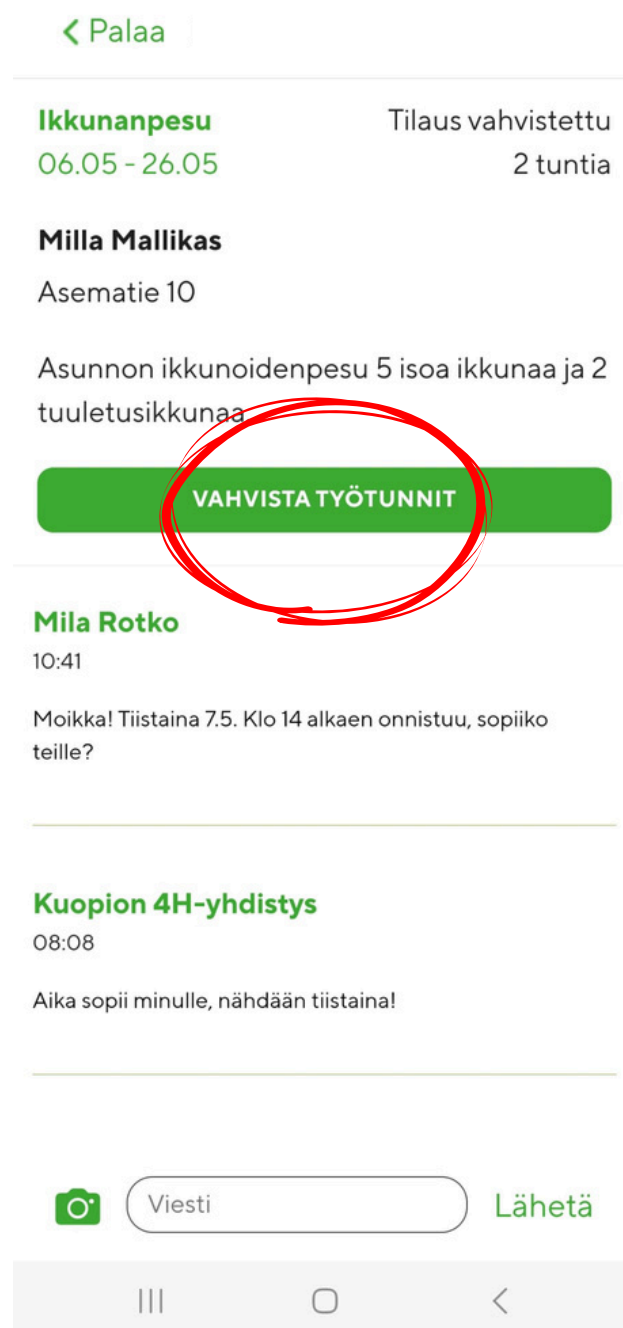 Palaa
Ikkunanpesu
Tilaus vahvistettu
06.05 - 26.05
2 tuntia
Milla Mallikas
Asematie 10
Asunnon ikkunoidenpesu 5 isoa ikkunaa ja 2
tuuletusikkunaa
VAHVISTA TYÖTUNNIT
Mila Rotko
10:41
Moikka! Tiistaina 7.5. Klo 14 alkaen onnistuu, sopiiko
teille?
Kuopion 4H-yhdistys
08:08
Aika sopii minulle, nähdään tiistaina!
Viesti
Lähetä